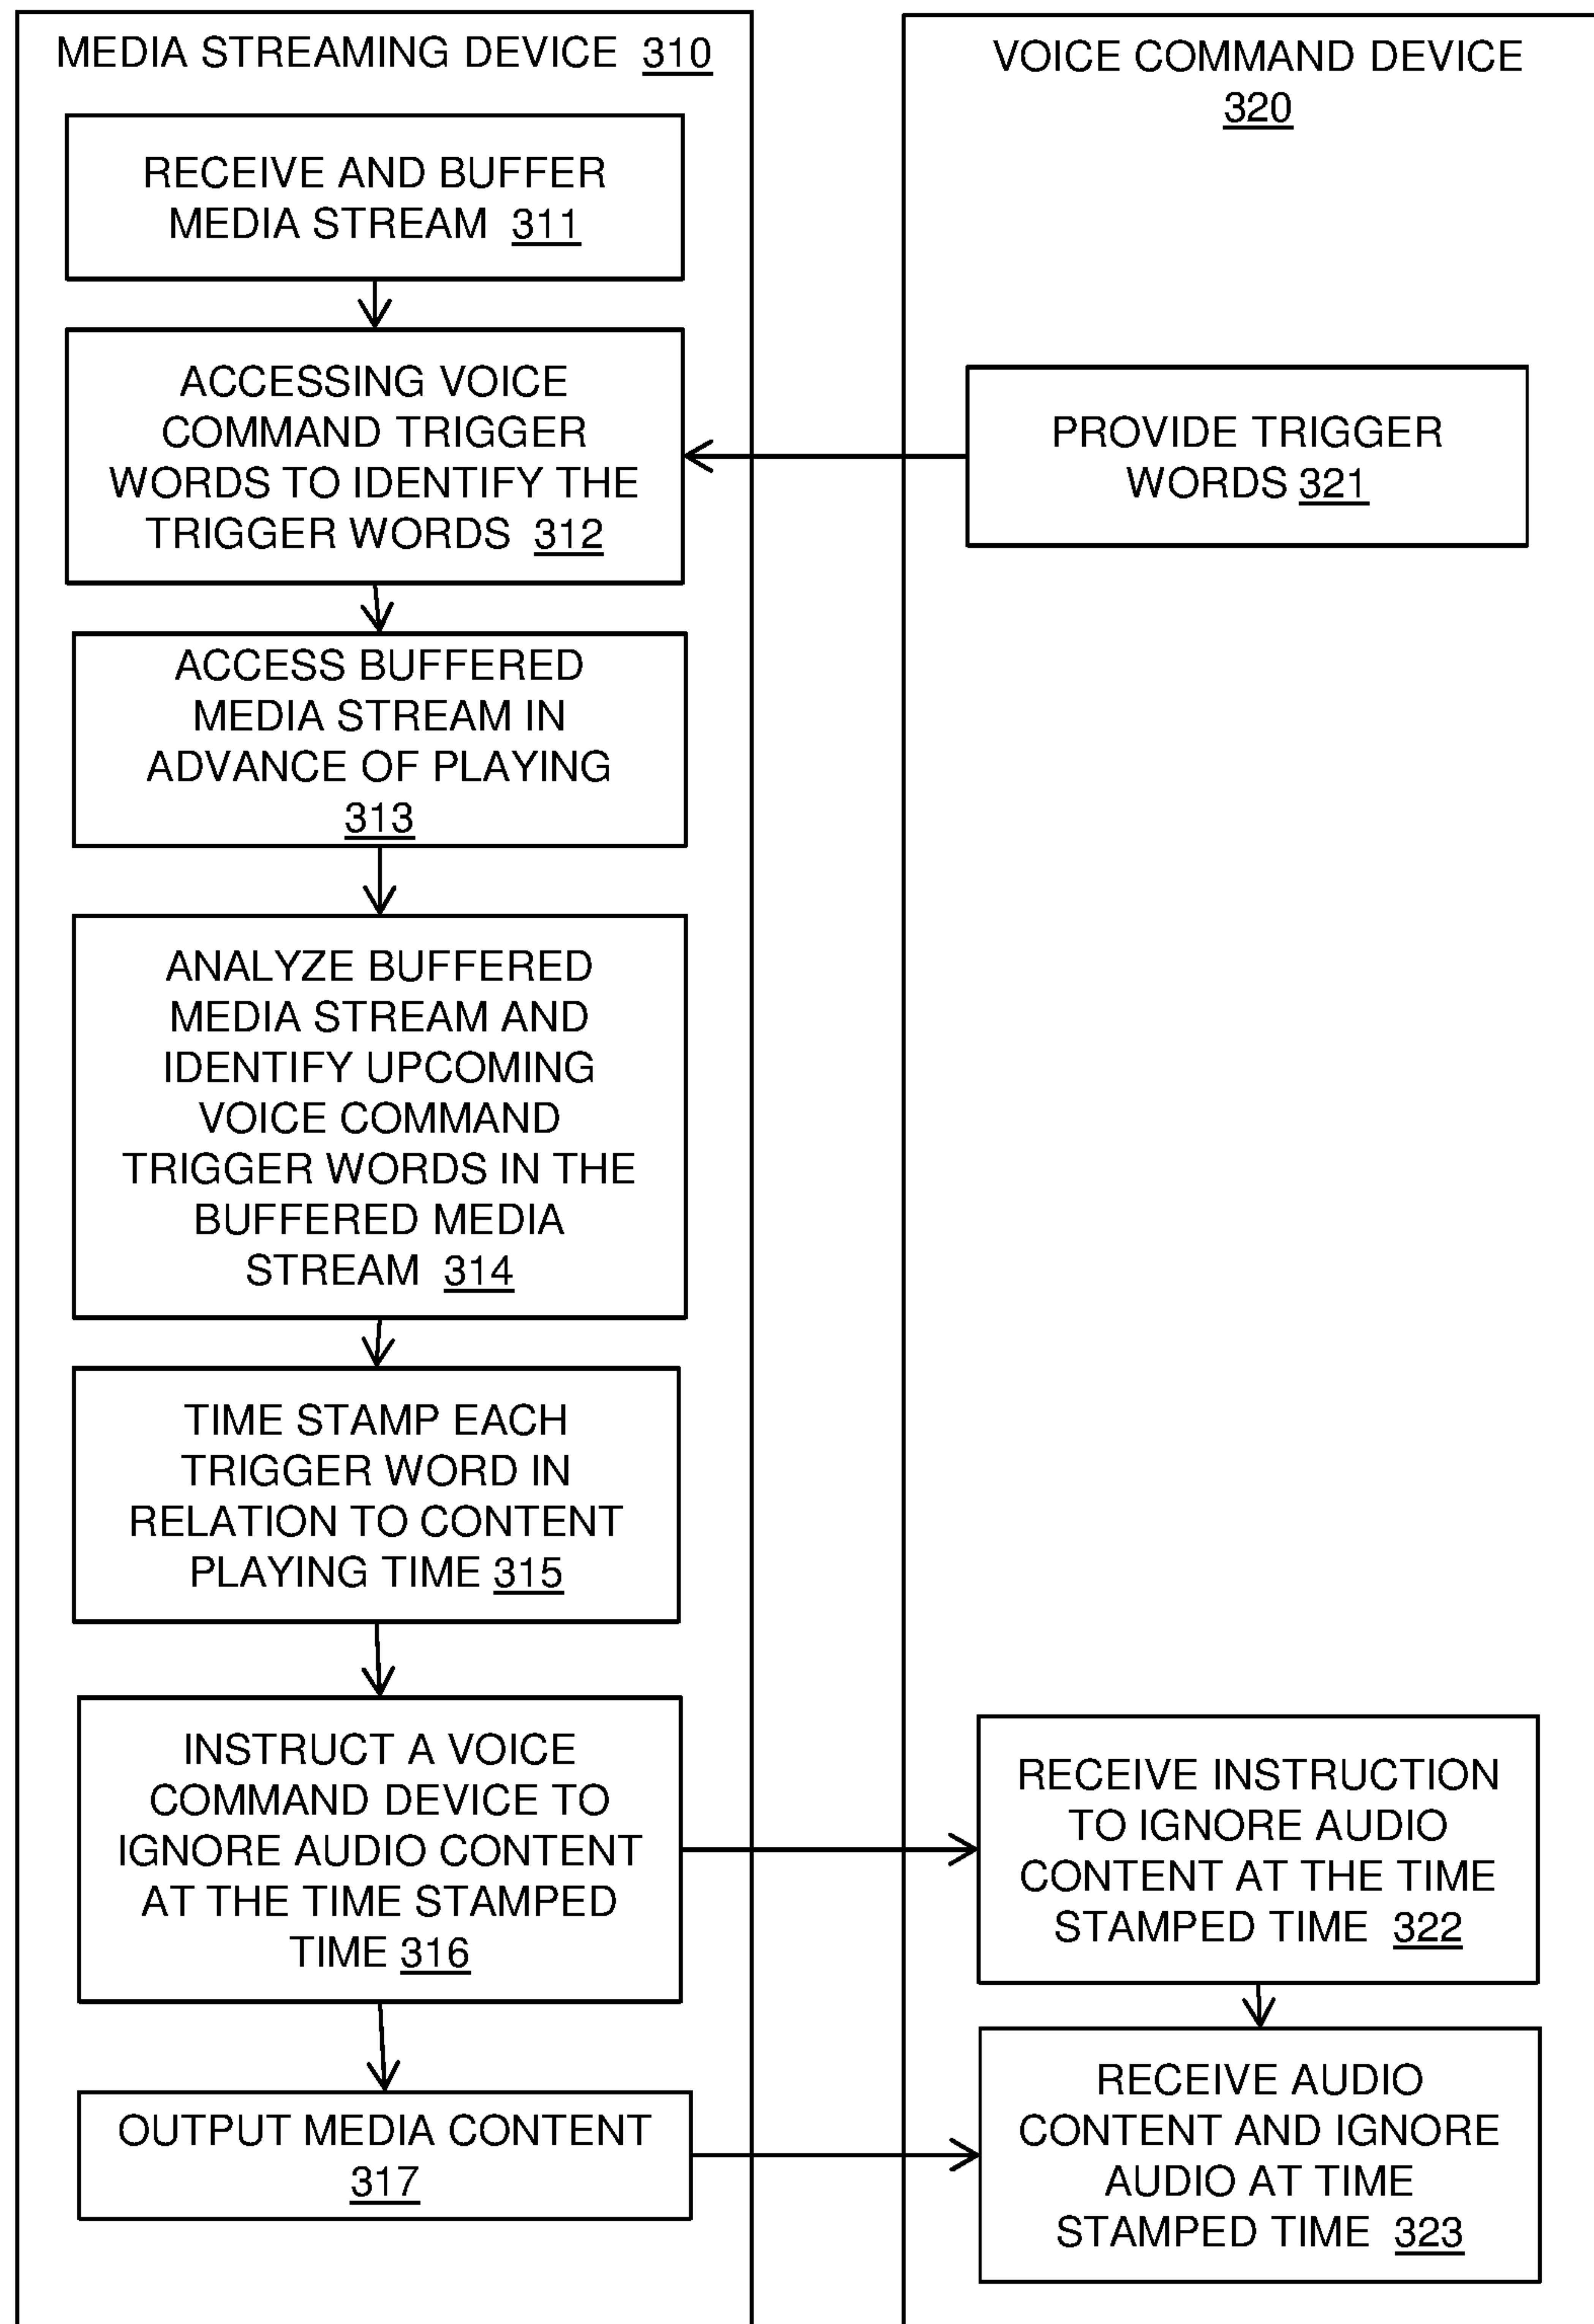 MEDIA STREAMING DEVICE 310
RECEIVE AND BUFFER
MEDIA STREAM 311
ACCESSING VOICE
COMMAND TRIGGER
WORDS TO IDENTIFY THE
TRIGGER WORDS 312
ACCESS BUFFERED
MEDIA STREAM IN
ADVANCE OF PLAYING
313
ANALYZE BUFFERED
MEDIA STREAM AND
IDENTIFY UPCOMING
VOICE COMMAND
TRIGGER WORDS IN THE
BUFFERED MEDIA
STREAM 314
TIME STAMP EACH
TRIGGER WORD IN
RELATION TO CONTENT
PLAYING TIME 315
INSTRUCT A VOICE
COMMAND DEVICE TO
IGNORE AUDIO CONTENT
AT THE TIME STAMPED
TIME 316
OUTPUT MEDIA CONTENT
317
VOICE COMMAND DEVICE
320
PROVIDE TRIGGER
WORDS 321
RECEIVE INSTRUCTION
TO IGNORE AUDIO
CONTENT AT THE TIME
STAMPED TIME 322
RECEIVE AUDIO
CONTENT AND IGNORE
AUDIO AT TIME
STAMPED TIME 323